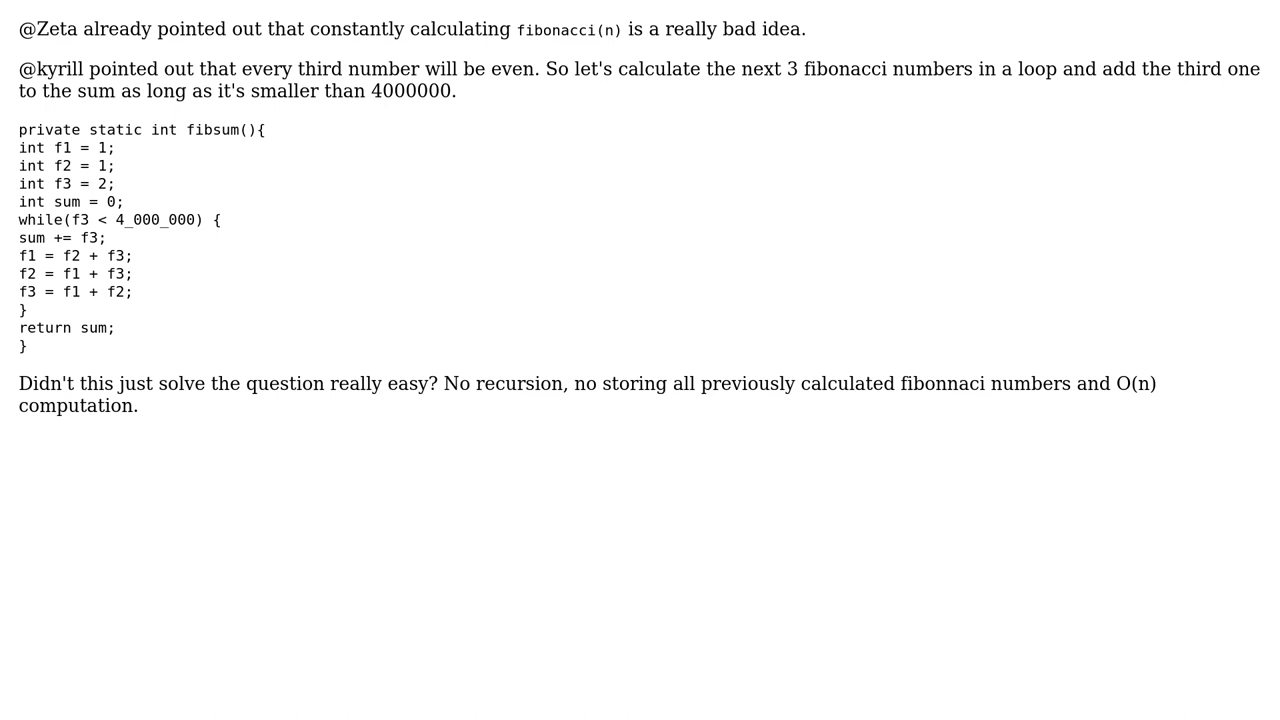 @Zeta already pointed out that constantly calculating fibonacci(n) is a really bad idea.
@kyrill pointed out that every third number will be even. So let's calculate the next 3 fibonacci numbers in a loop and add the third one
to the sum as long as it's smaller than 4000000.
private static int fibsum(){
int f1 = 1;
int f2 = 1;
int f3 = 2;
int sum = 0;
while(f3 < 4_000_000) {
sum += f3;
f1 = f2 + f3;
f2 = f1 + f3;
f3 = f1 + f2;
}
return sum;
}
Didn't this just solve the question really easy? No recursion, no storing all previously calculated fibonnaci numbers and O(n)
computation.